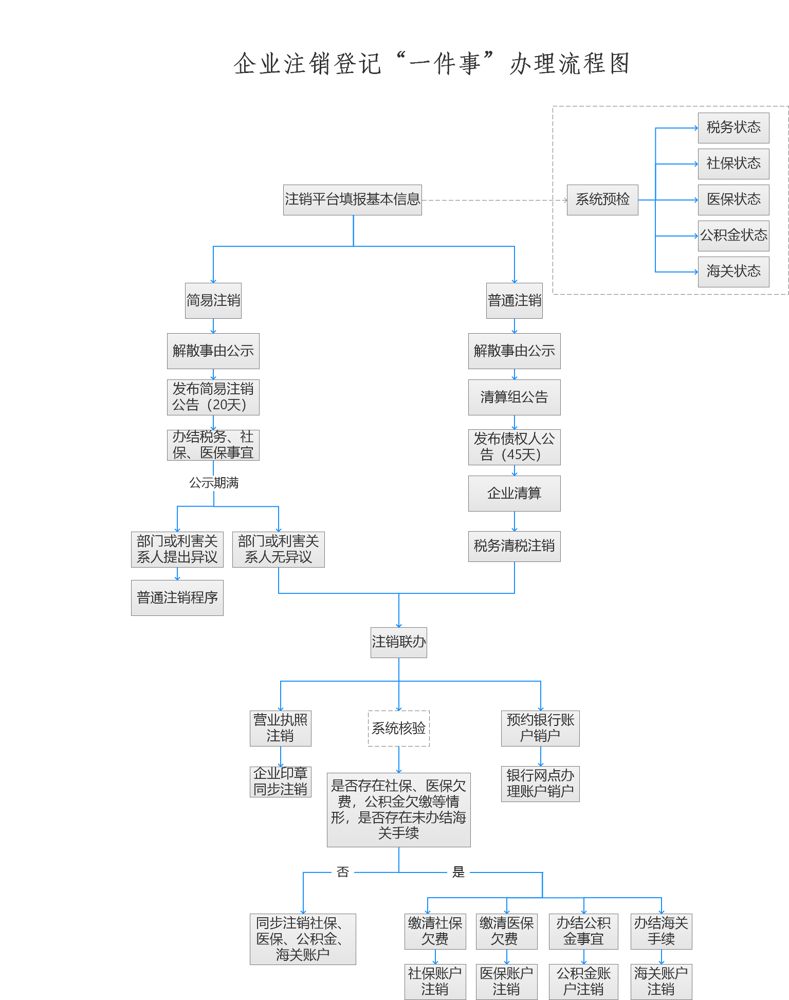 企业注销登记“一件事”办理流程图
税务状态
社保状态
注销平台填报基本信息
系统预检
医保状态
公积金状态
海关状态
简易注销
普通注销
解散事由公示
解散事由公示
发布简易注销
公告（20天）
清算组公告
办结税务、社
保、医保事宜
发布债权人公
告（45天）
公示期满
企业清算
部门或利害关
系人提出异议
部门或利害关
系人无异议
税务清税注销
普通注销程序
注销联办
营业执照
注销
系统核验
预约银行账
户销户
企业印章
同步注销
是否存在社保、医保欠
费，公积金欠缴等情
形，是否存在未办结海
关手续
银行网点办
理账户销户
否
是
同步注销社保、
医保、公积金、
海关账户
缴清社保
欠费
缴清医保
欠费
办结公积
金事宜
办结海关
手续
社保账户
注销
医保账户
注销
公积金账
户注销
海关账户
注销